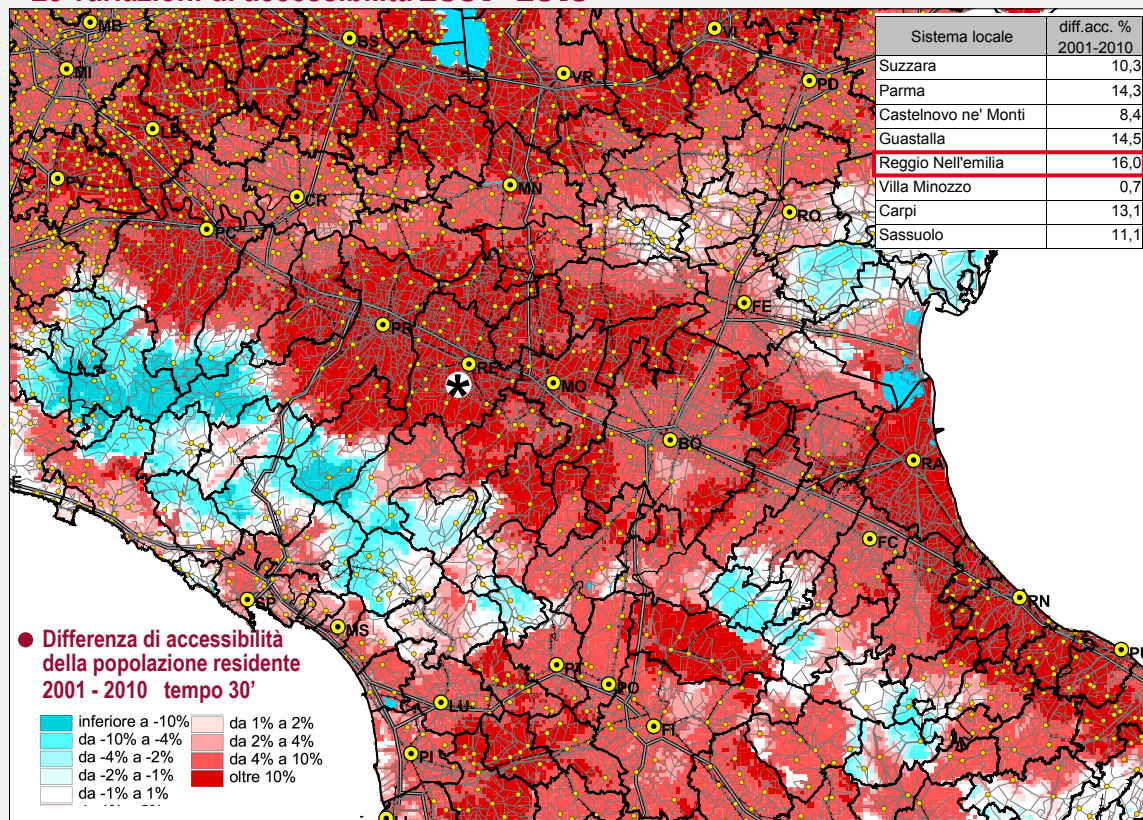 Sistema locale
diff.acc. %
2001-2010
Suzzara 10,3
Parma 14,3
Castelnovo ne' Monti 8,4
Guastalla 14,5
Reggio Nell'emilia 16,0
Villa Minozzo 0,7
Carpi 13,1
Sassuolo 11,1
MB
BS
VI
MI
VR
PD
PV
MN
CR
RO
PC
FE
PR
RE
MO
*
BO
RA
FC
SP
RN
MS
PO
LU
FI
PI
● Differenza di accessibilità
della popolazione residente
2001 - 2010 tempo 30’
inferiore a -10%
da -10% a -4%
da -4% a -2%
da -2% a -1%
da -1% a 1%
da 1% a 2%
da 2% a 4%
da 4% a 10%
oltre 10%